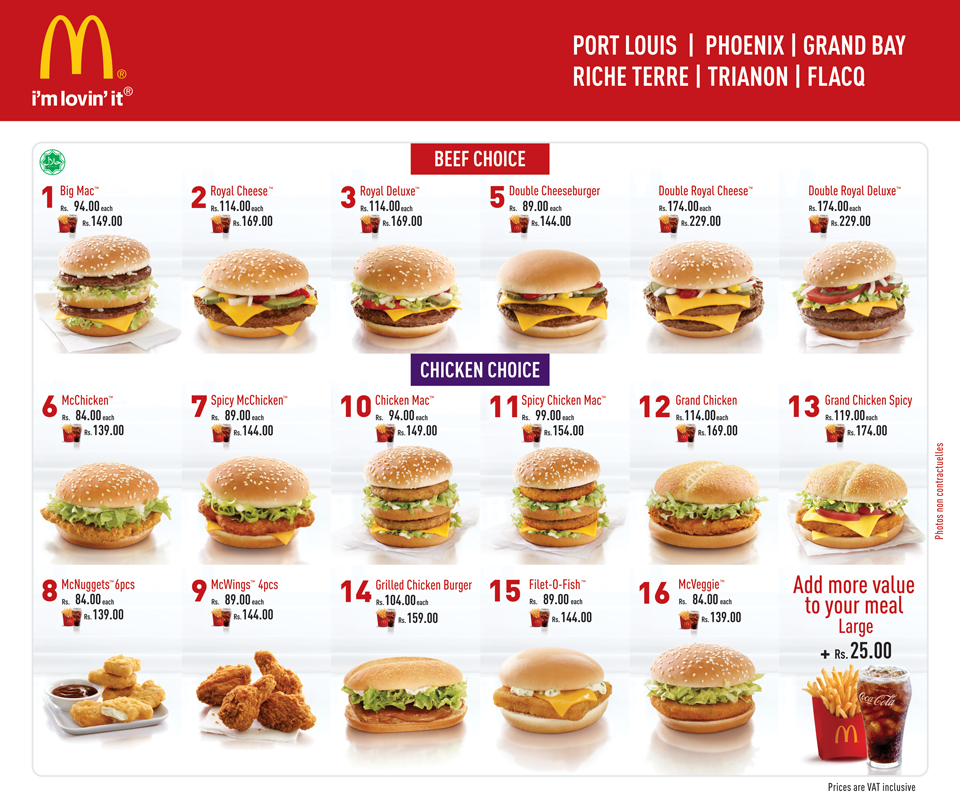 i'm lovin' it®
PORT LOUIS | PHOENIX | GRAND BAY
RICHE TERRE | TRIANON | FLACQ
حلال
BEEF CHOICE
1 Big Mac™
Rs. 94.00 each
Rs. 149.00
2 Royal Cheese™
Rs. 114.00 each
Rs. 169.00
3 Royal Deluxe™
Rs. 114.00 each
Rs. 169.00
5 Double Cheeseburger
Rs. 89.00 each
Rs. 144.00
Double Royal Cheese™
Rs. 174.00 each
Rs. 229.00
Double Royal Deluxe™
Rs. 174.00 each
Rs. 229.00
CHICKEN CHOICE
6 McChicken™
Rs. 84.00 each
Rs. 139.00
7 Spicy McChicken™
Rs. 89.00 each
Rs. 144.00
10 Chicken Mac™
Rs. 94.00 each
Rs. 149.00
11 Spicy Chicken Mac™
Rs. 99.00 each
Rs. 154.00
12 Grand Chicken
Rs. 114.00 each
Rs. 169.00
13 Grand Chicken Spicy
Rs. 119.00 each
Rs. 174.00
8 McNuggets™ 6pcs
Rs. 84.00 each
Rs. 139.00
9 McWings™ 4pcs
Rs. 89.00 each
Rs. 144.00
14 Grilled Chicken Burger
Rs. 104.00 each
Rs. 159.00
15 Filet-O-Fish™
Rs. 89.00 each
Rs. 144.00
16 McVeggie™
Rs. 84.00 each
Rs. 139.00
Add more value
to your meal
Large
+ Rs. 25.00
Coca-Cola
Photos non contractuelles
Prices are VAT inclusive